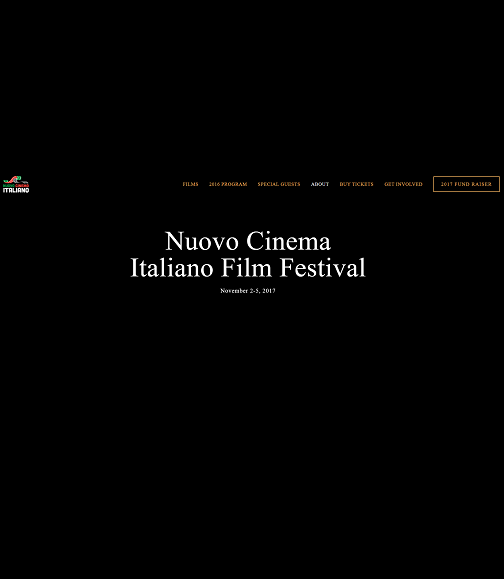 NUOVO CINEMA
ITALIANO
FILMS 2016 PROGRAM SPECIAL GUESTS ABOUT BUY TICKETS GET INVOLVED 2017 FUND RAISER
Nuovo Cinema
Italiano Film Festival
November 2-5, 2017